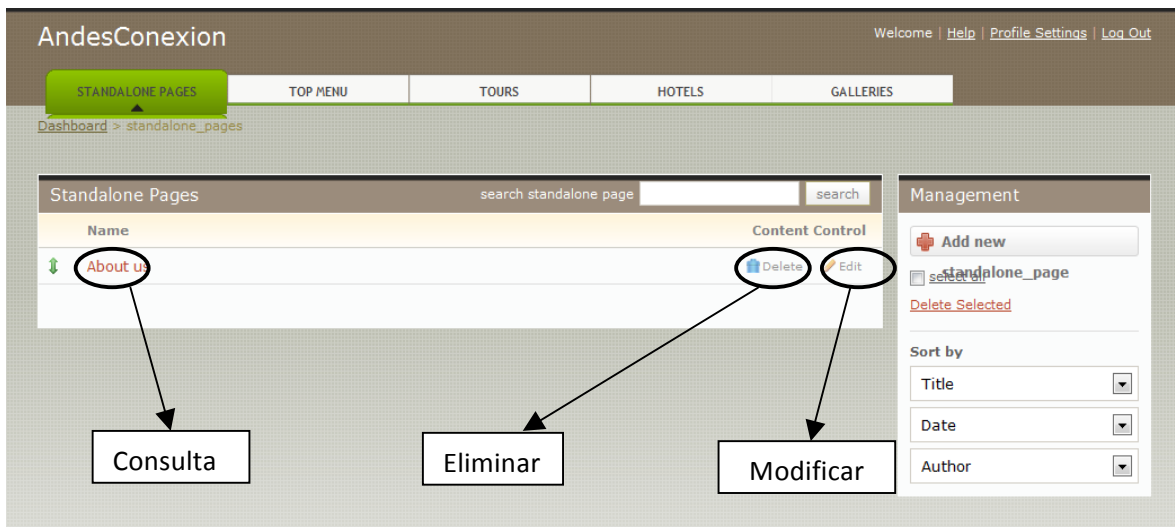 AndesConexion
Welcome | Help | Profile Settings | Log Out
STANDALONE PAGES TOP MENU TOURS HOTELS GALLERIES
Dashboard > standalone_pages
Standalone Pages search standalone page search
Name Content Control
About us Delete Edit
Management
Add new
standalone_page
select all
Delete Selected
Sort by
Title
Date
Author
Consulta Eliminar Modificar